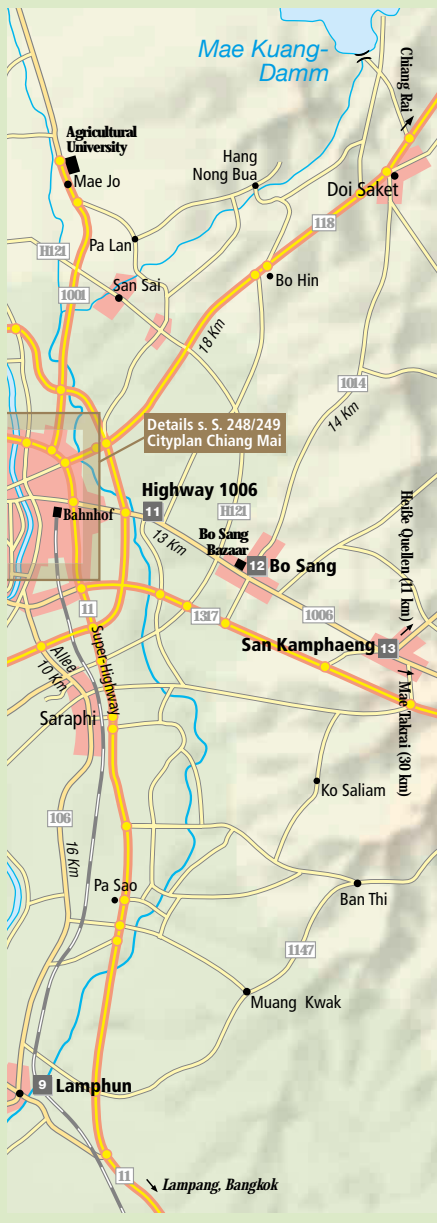 Mae Kuang-
Damm
Chiang Rai
Agricultural
University
Mae Jo
Hang
Nong Bua
Doi Saket
118
Pa Lan
H121
San Sai
Bo Hin
1001
18 Km
1014
14 Km
Details s. S. 248/249
Cityplan Chiang Mai
Highway 1006
11
H121
Bahnhof
13 Km
Bo Sang
Bazaar
12 Bo Sang
Heiße Quellen (11 km)
11
1317
1006
Super-Highway
San Kamphaeng 13
Allee
10 Km
Saraphi
Mae Takrai (30 km)
Ko Saliam
106
16 Km
Pa Sao
Ban Thi
1147
Muang Kwak
9 Lamphun
11
Lampang, Bangkok